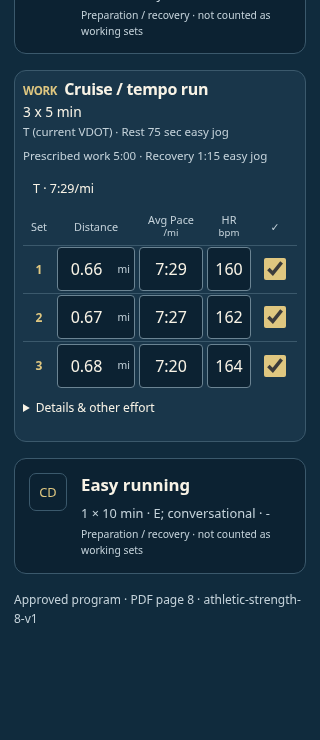 Preparation / recovery · not counted as
working sets
WORK Cruise / tempo run
3 x 5 min
T (current VDOT) · Rest 75 sec easy jog
Prescribed work 5:00 · Recovery 1:15 easy jog
T · 7:29/mi
Set Distance Avg Pace /mi HR bpm ✓
1 0.66 mi 7:29 160
2 0.67 mi 7:27 162
3 0.68 mi 7:20 164
Details & other effort
CD
Easy running
1 × 10 min · E; conversational · -
Preparation / recovery · not counted as
working sets
Approved program · PDF page 8 · athletic-strength-
8-v1